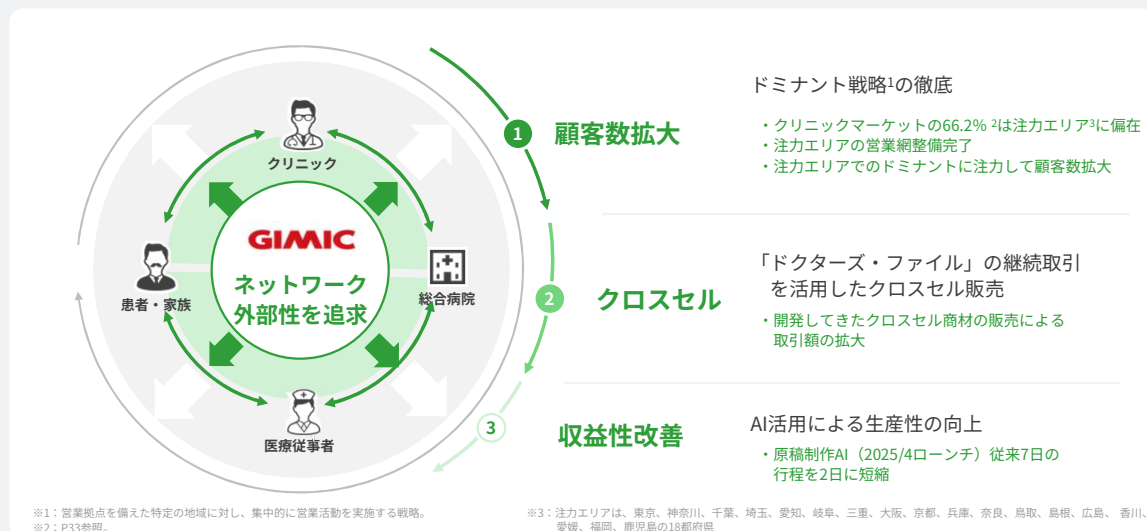 クリニック
GIMIC
ネットワーク
外部性を追求
患者・家族
総合病院
医療従事者
1
顧客数拡大
ドミナント戦略1の徹底
・クリニックマーケットの66.2% 2は注力エリア3に偏在
・注力エリアの営業網整備完了
・注力エリアでのドミナントに注力して顧客数拡大
2
クロスセル
「ドクターズ・ファイル」の継続取引
を活用したクロスセル販売
・開発してきたクロスセル商材の販売による
取引額の拡大
3
収益性改善
AI活用による生産性の向上
・原稿制作AI（2025/4ローンチ）従来7日の
行程を2日に短縮
※1：営業拠点を備えた特定の地域に対し、集中的に営業活動を実施する戦略。
※2：P33参照。
※3：注力エリアは、東京、神奈川、千葉、埼玉、愛知、岐阜、三重、大阪、京都、兵庫、奈良、鳥取、島根、広島、 香川、
愛媛、福岡、鹿児島の18都府県